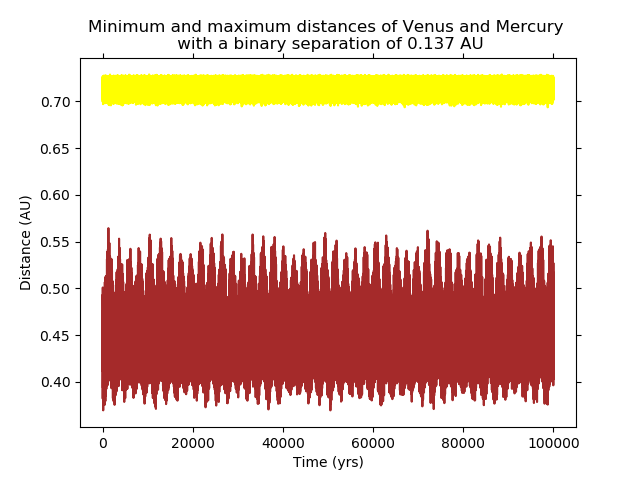 Minimum and maximum distances of Venus and Mercury
with a binary separation of 0.137 AU
0.70
0.65
0.60
0.55
0.50
0.45
0.40
Distance (AU)
0 20000 40000 60000 80000 100000
Time (yrs)